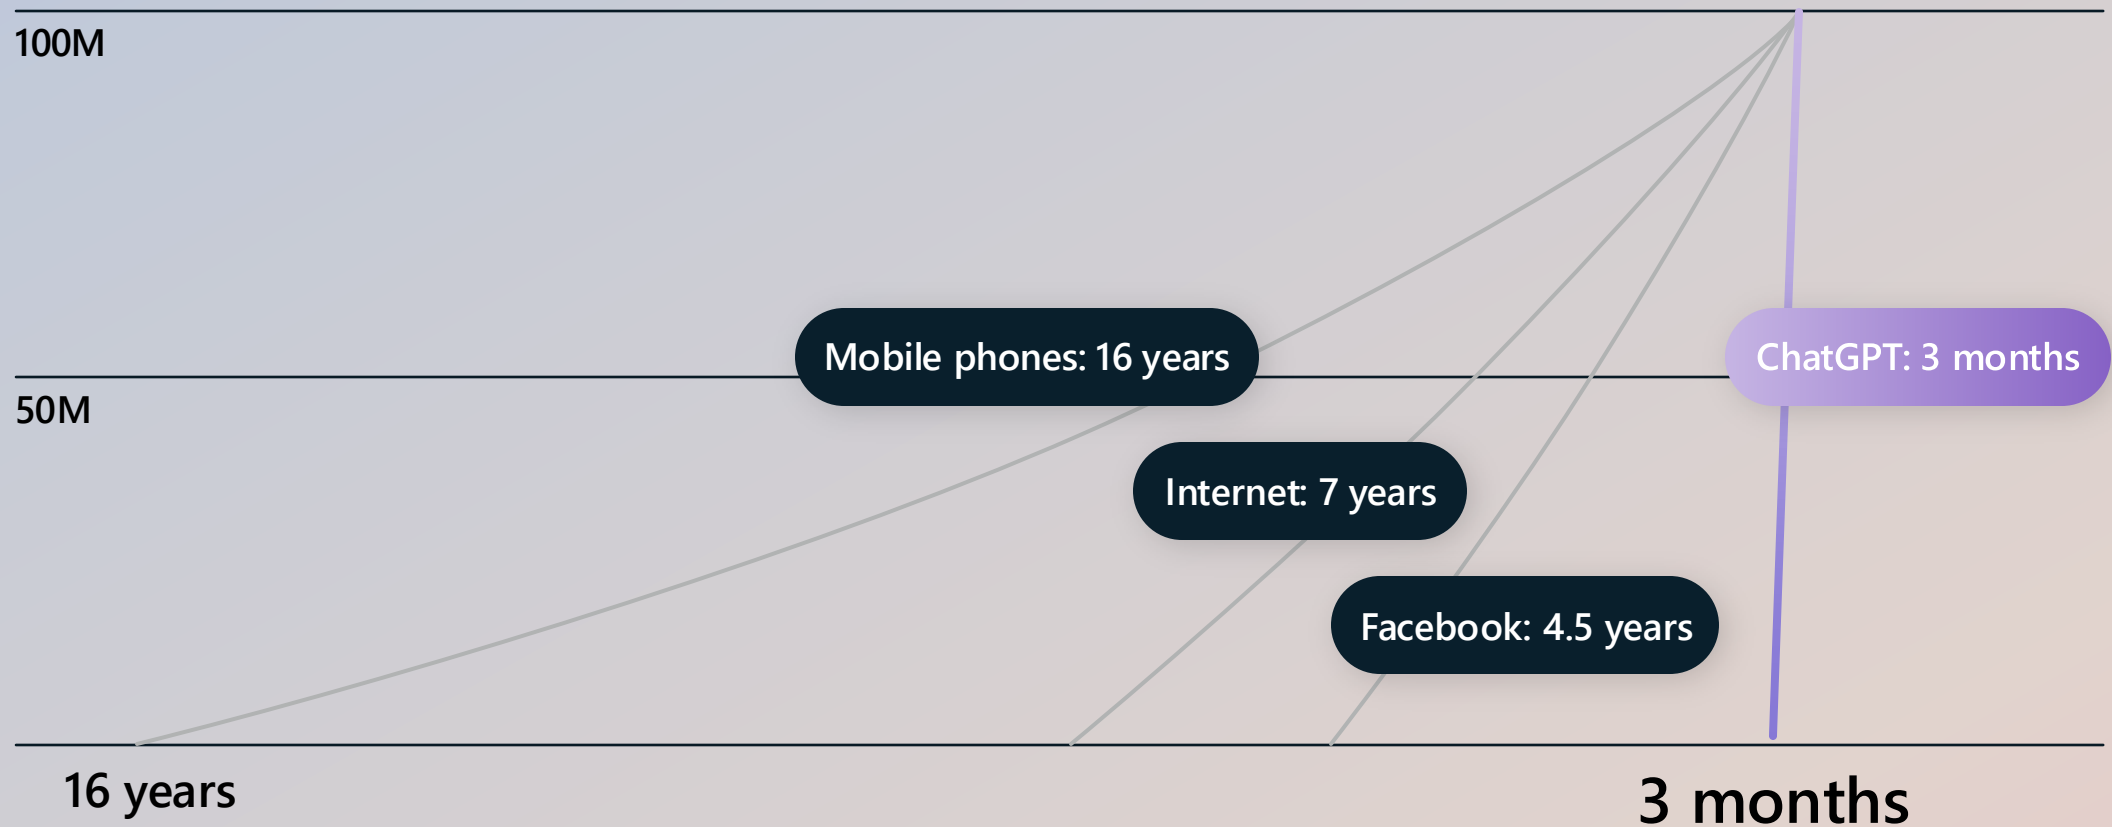 100M
Mobile phones: 16 years
ChatGPT: 3 months
50M
Internet: 7 years
Facebook: 4.5 years
16 years
3 months